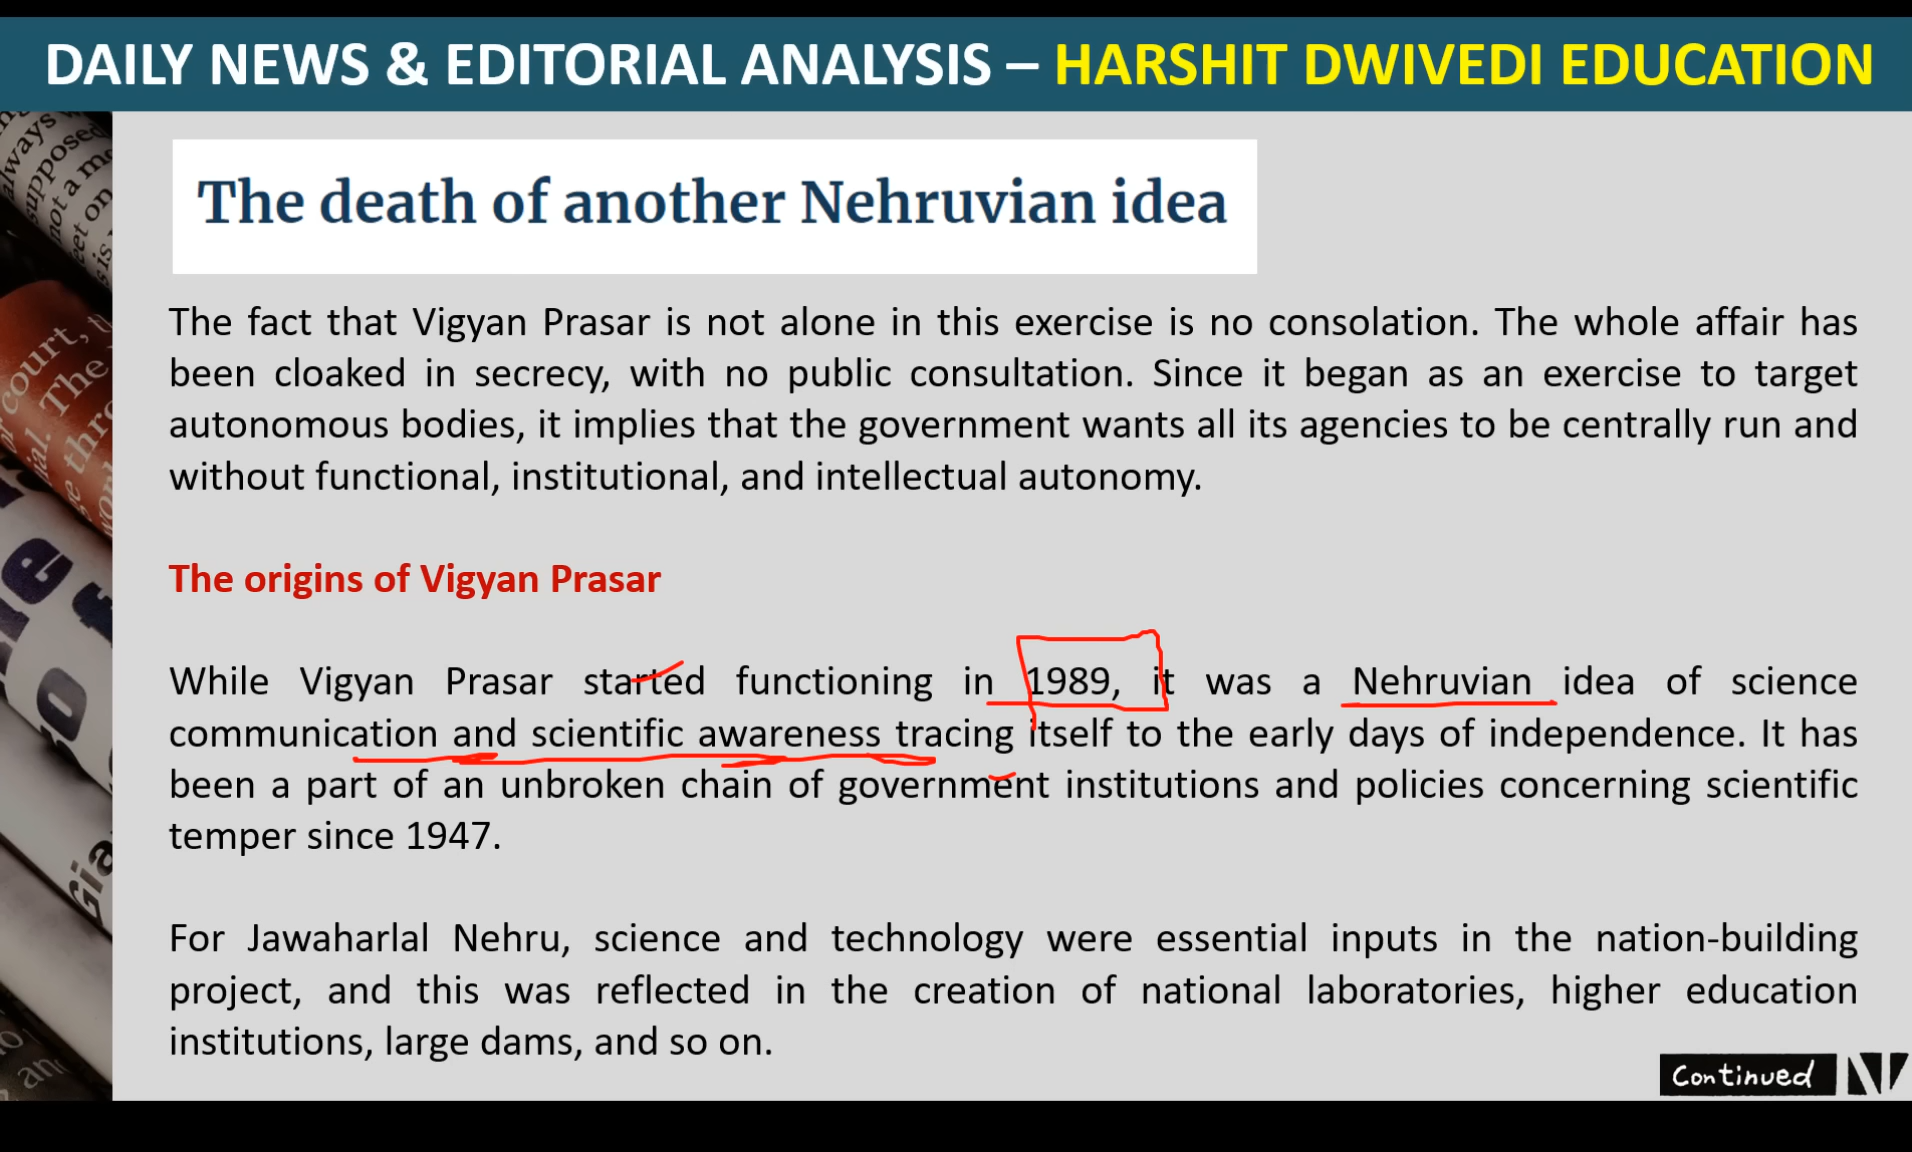 DAILY NEWS & EDITORIAL ANALYSIS – HARSHIT DWIVEDI EDUCATION
The death of another Nehruvian idea
The fact that Vigyan Prasar is not alone in this exercise is no consolation. The whole affair has
been cloaked in secrecy, with no public consultation. Since it began as an exercise to target
autonomous bodies, it implies that the government wants all its agencies to be centrally run and
without functional, institutional, and intellectual autonomy.
The origins of Vigyan Prasar
While Vigyan Prasar started functioning in 1989, it was a Nehruvian idea of science
communication and scientific awareness tracing itself to the early days of independence. It has
been a part of an unbroken chain of government institutions and policies concerning scientific
temper since 1947.
For Jawaharlal Nehru, science and technology were essential inputs in the nation-building
project, and this was reflected in the creation of national laboratories, higher education
institutions, large dams, and so on.
Continued